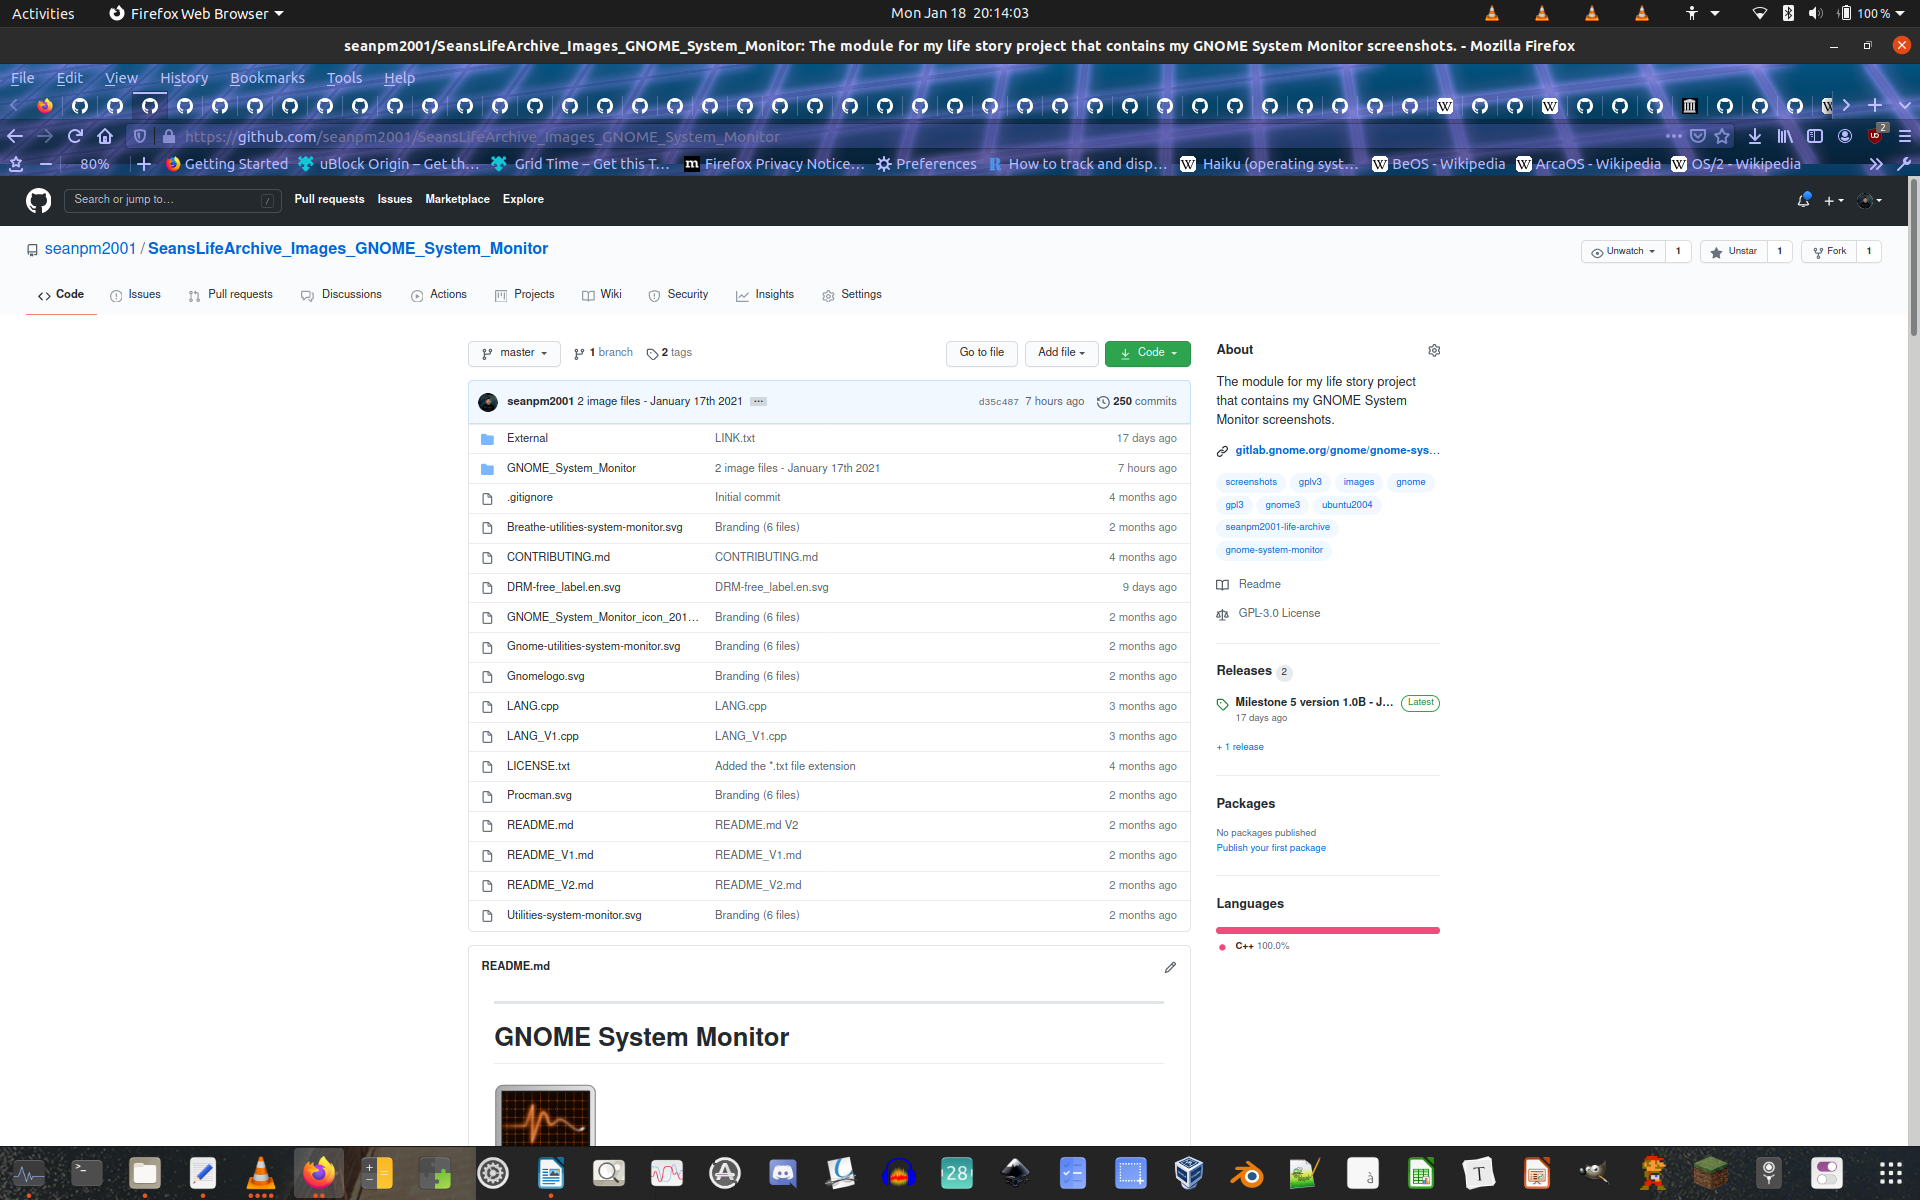 Activities
Firefox Web Browser
Mon Jan 18 20:14:03
100 %
seanpm2001/SeansLifeArchive_Images_GNOME_System_Monitor: The module for my life story project that contains my GNOME System Monitor screenshots. - Mozilla Firefox
File Edit View History Bookmarks Tools Help
https://github.com/seanpm2001/SeansLifeArchive_Images_GNOME_System_Monitor
2
80%
Getting Started
uBlock Origin – Get th…
Grid Time – Get this T…
Firefox Privacy Notice…
Preferences
How to track and disp…
Haiku (operating syst…
BeOS - Wikipedia
ArcaOS - Wikipedia
OS/2 - Wikipedia
Search or jump to…
/
Pull requests Issues Marketplace Explore
seanpm2001 / SeansLifeArchive_Images_GNOME_System_Monitor
Unwatch 1
Unstar 1
Fork 1
Code Issues Pull requests Discussions Actions Projects Wiki Security Insights Settings
master
1 branch
2 tags
Go to file
Add file
Code
seanpm2001 2 image files - January 17th 2021 ...
d35c487 7 hours ago
250 commits
External LINK.txt 17 days ago
GNOME_System_Monitor 2 image files - January 17th 2021 7 hours ago
.gitignore Initial commit 4 months ago
Breathe-utilities-system-monitor.svg Branding (6 files) 2 months ago
CONTRIBUTING.md CONTRIBUTING.md 4 months ago
DRM-free_label.en.svg DRM-free_label.en.svg 9 days ago
GNOME_System_Monitor_icon_201… Branding (6 files) 2 months ago
Gnome-utilities-system-monitor.svg Branding (6 files) 2 months ago
Gnomelogo.svg Branding (6 files) 2 months ago
LANG.cpp LANG.cpp 3 months ago
LANG_V1.cpp LANG_V1.cpp 3 months ago
LICENSE.txt Added the *.txt file extension 4 months ago
Procman.svg Branding (6 files) 2 months ago
README.md README.md V2 2 months ago
README_V1.md README_V1.md 2 months ago
README_V2.md README_V2.md 2 months ago
Utilities-system-monitor.svg Branding (6 files) 2 months ago
README.md
GNOME System Monitor
About
The module for my life story project
that contains my GNOME System
Monitor screenshots.
gitlab.gnome.org/gnome/gnome-sys…
screenshots gplv3 images gnome
gpl3 gnome3 ubuntu2004
seanpm2001-life-archive
gnome-system-monitor
Readme
GPL-3.0 License
Releases 2
Milestone 5 version 1.0B - J… Latest
17 days ago
+ 1 release
Packages
No packages published
Publish your first package
Languages
C++ 100.0%
28